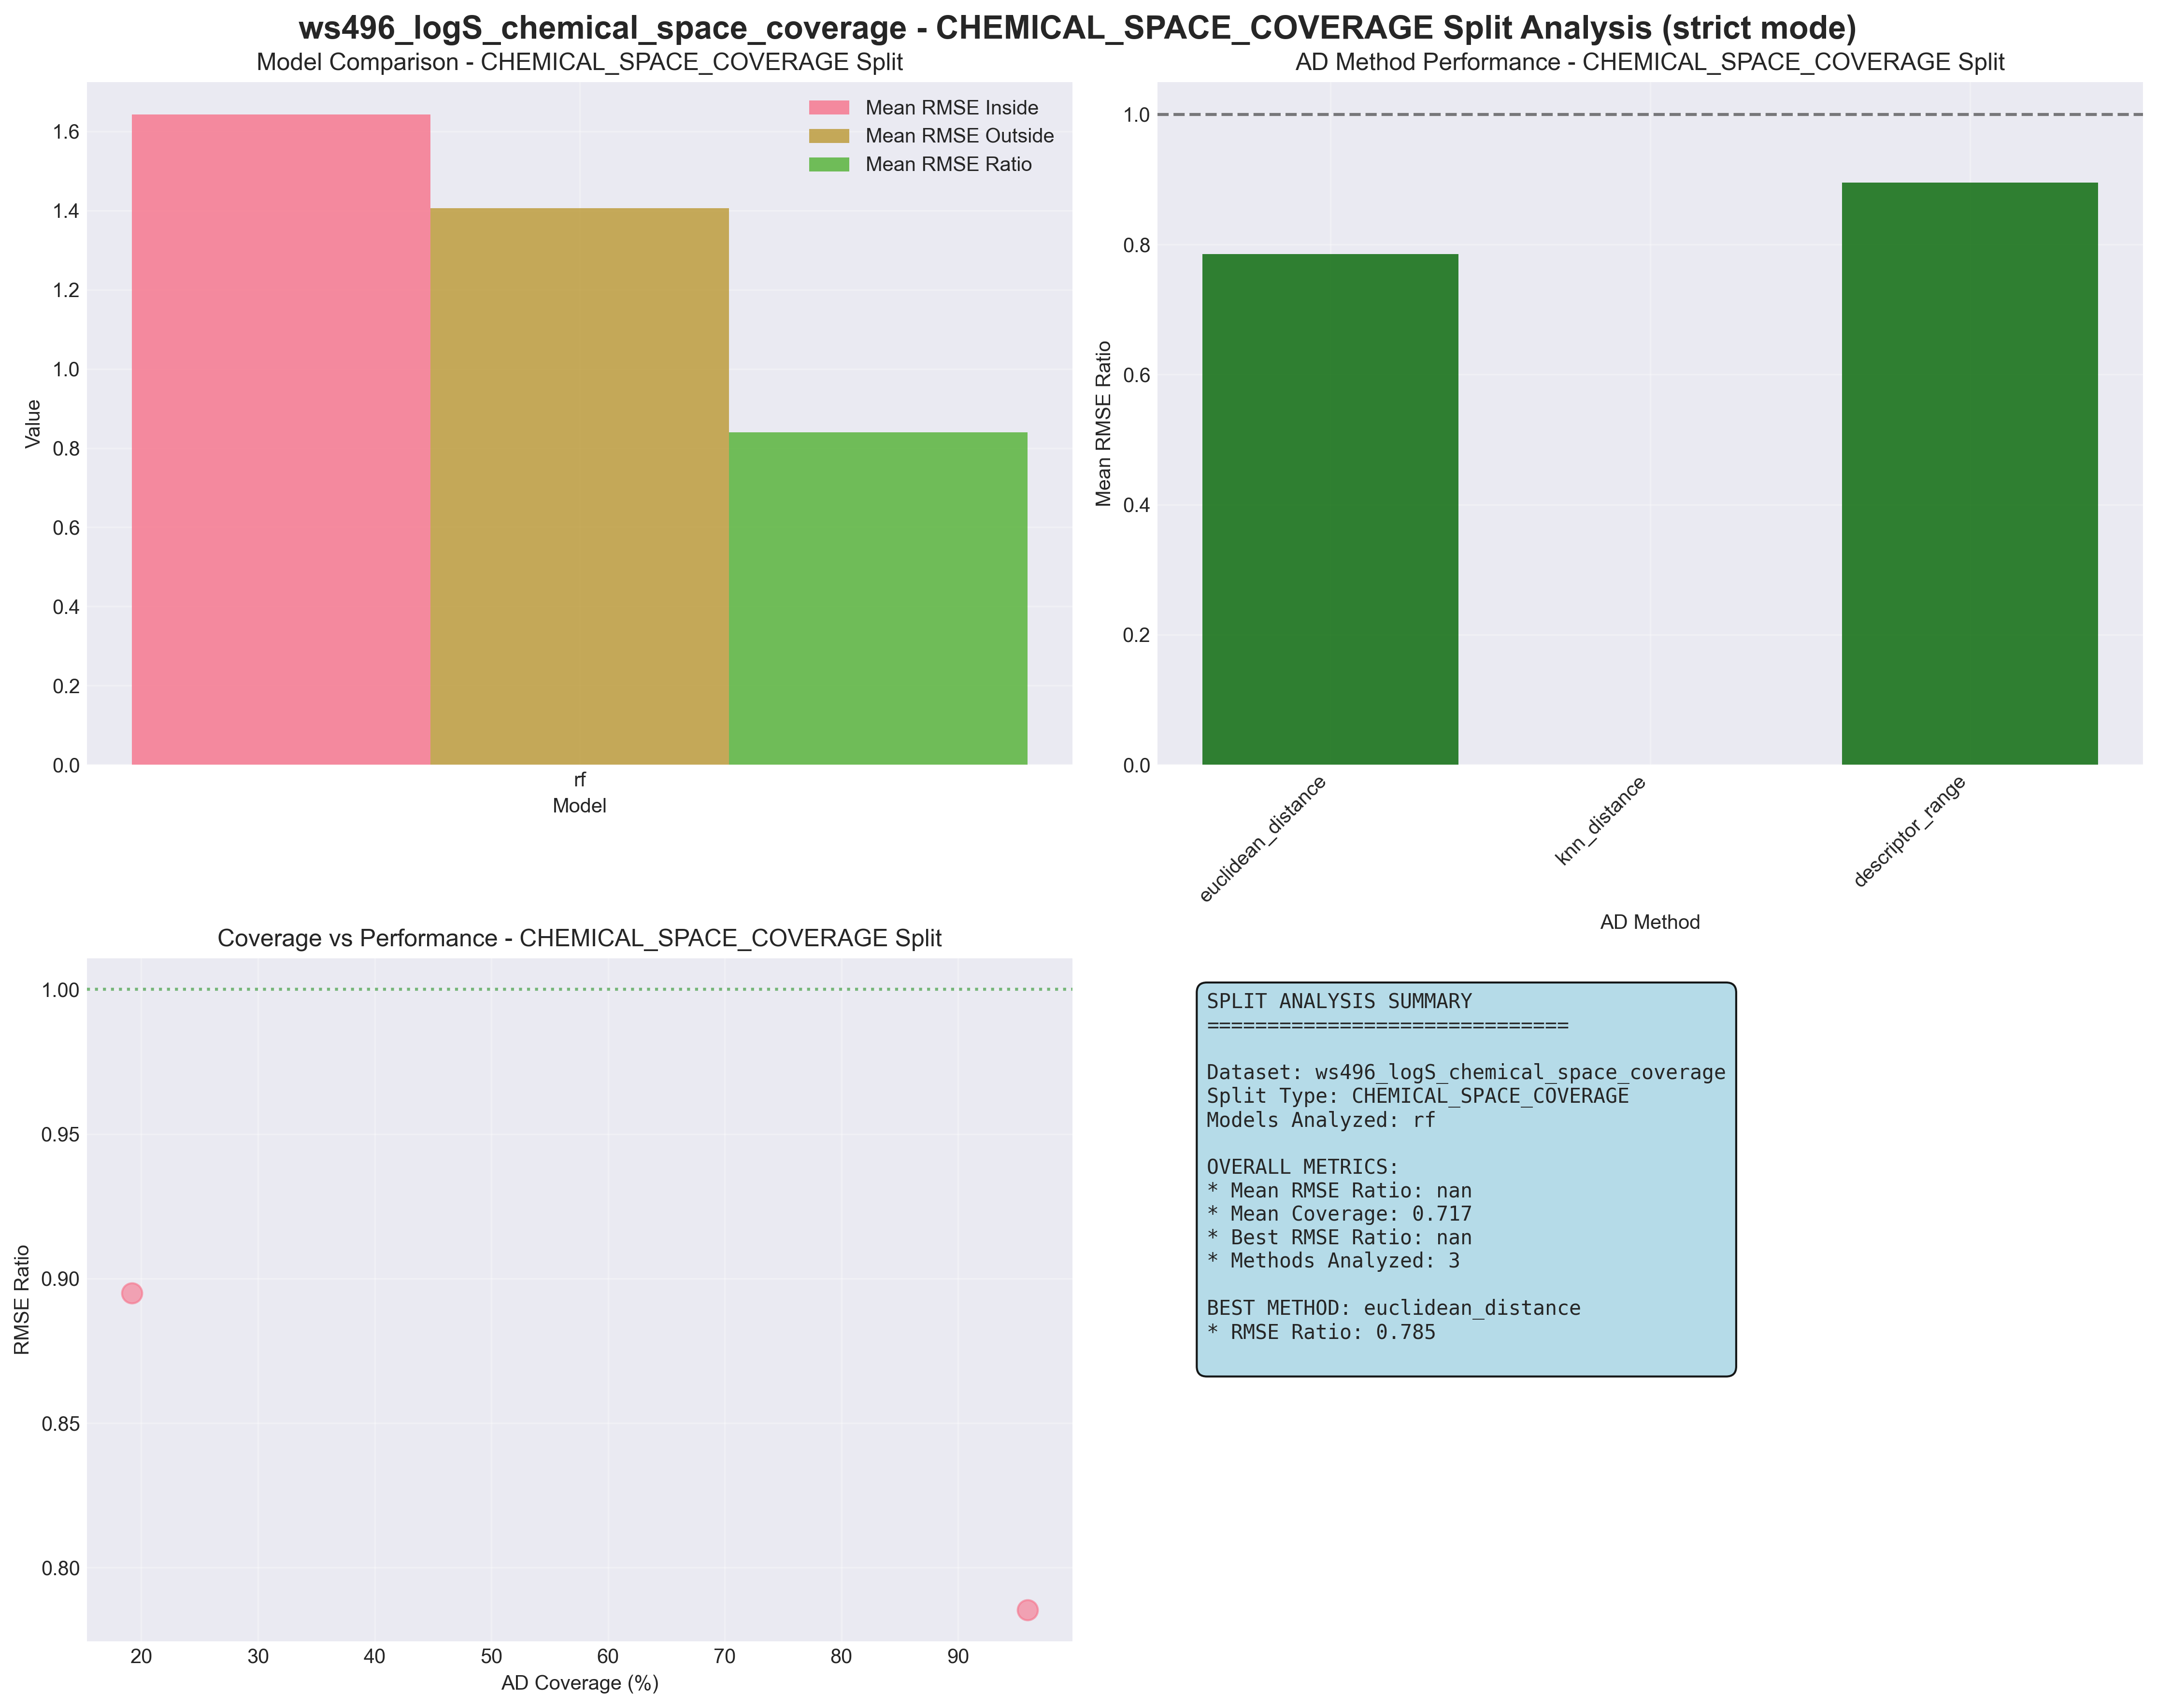 ws496_logS_chemical_space_coverage - CHEMICAL_SPACE_COVERAGE Split Analysis (strict mode)
Model Comparison - CHEMICAL_SPACE_COVERAGE Split
Mean RMSE Inside
Mean RMSE Outside
Mean RMSE Ratio
Value
1.6
1.4
1.2
1.0
0.8
0.6
0.4
0.2
0.0
rf
Model
AD Method Performance - CHEMICAL_SPACE_COVERAGE Split
Mean RMSE Ratio
1.0
0.8
0.6
0.4
0.2
0.0
euclidean_distance
knn_distance
descriptor_range
AD Method
Coverage vs Performance - CHEMICAL_SPACE_COVERAGE Split
RMSE Ratio
1.00
0.95
0.90
0.85
0.80
20 30 40 50 60 70 80 90
AD Coverage (%)
SPLIT ANALYSIS SUMMARY
==============================
Dataset: ws496_logS_chemical_space_coverage
Split Type: CHEMICAL_SPACE_COVERAGE
Models Analyzed: rf
OVERALL METRICS:
* Mean RMSE Ratio: nan
* Mean Coverage: 0.717
* Best RMSE Ratio: nan
* Methods Analyzed: 3
BEST METHOD: euclidean_distance
* RMSE Ratio: 0.785